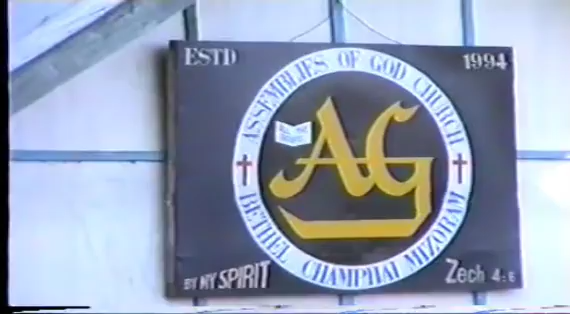 ESTD 1994
ASSEMBLIES OF GOD CHURCH
AG
BETHEL CHAMPHAI MIZORAM
BY MY SPIRIT
Zech 4:6